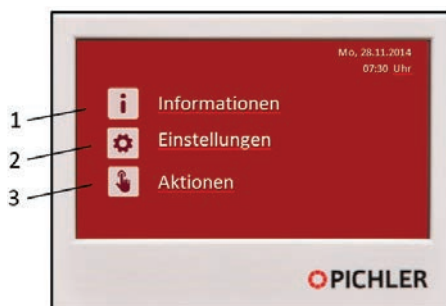 Mo, 28.11.2014
07:30 Uhr
1
Informationen
2
Einstellungen
3
Aktionen
PICHLER